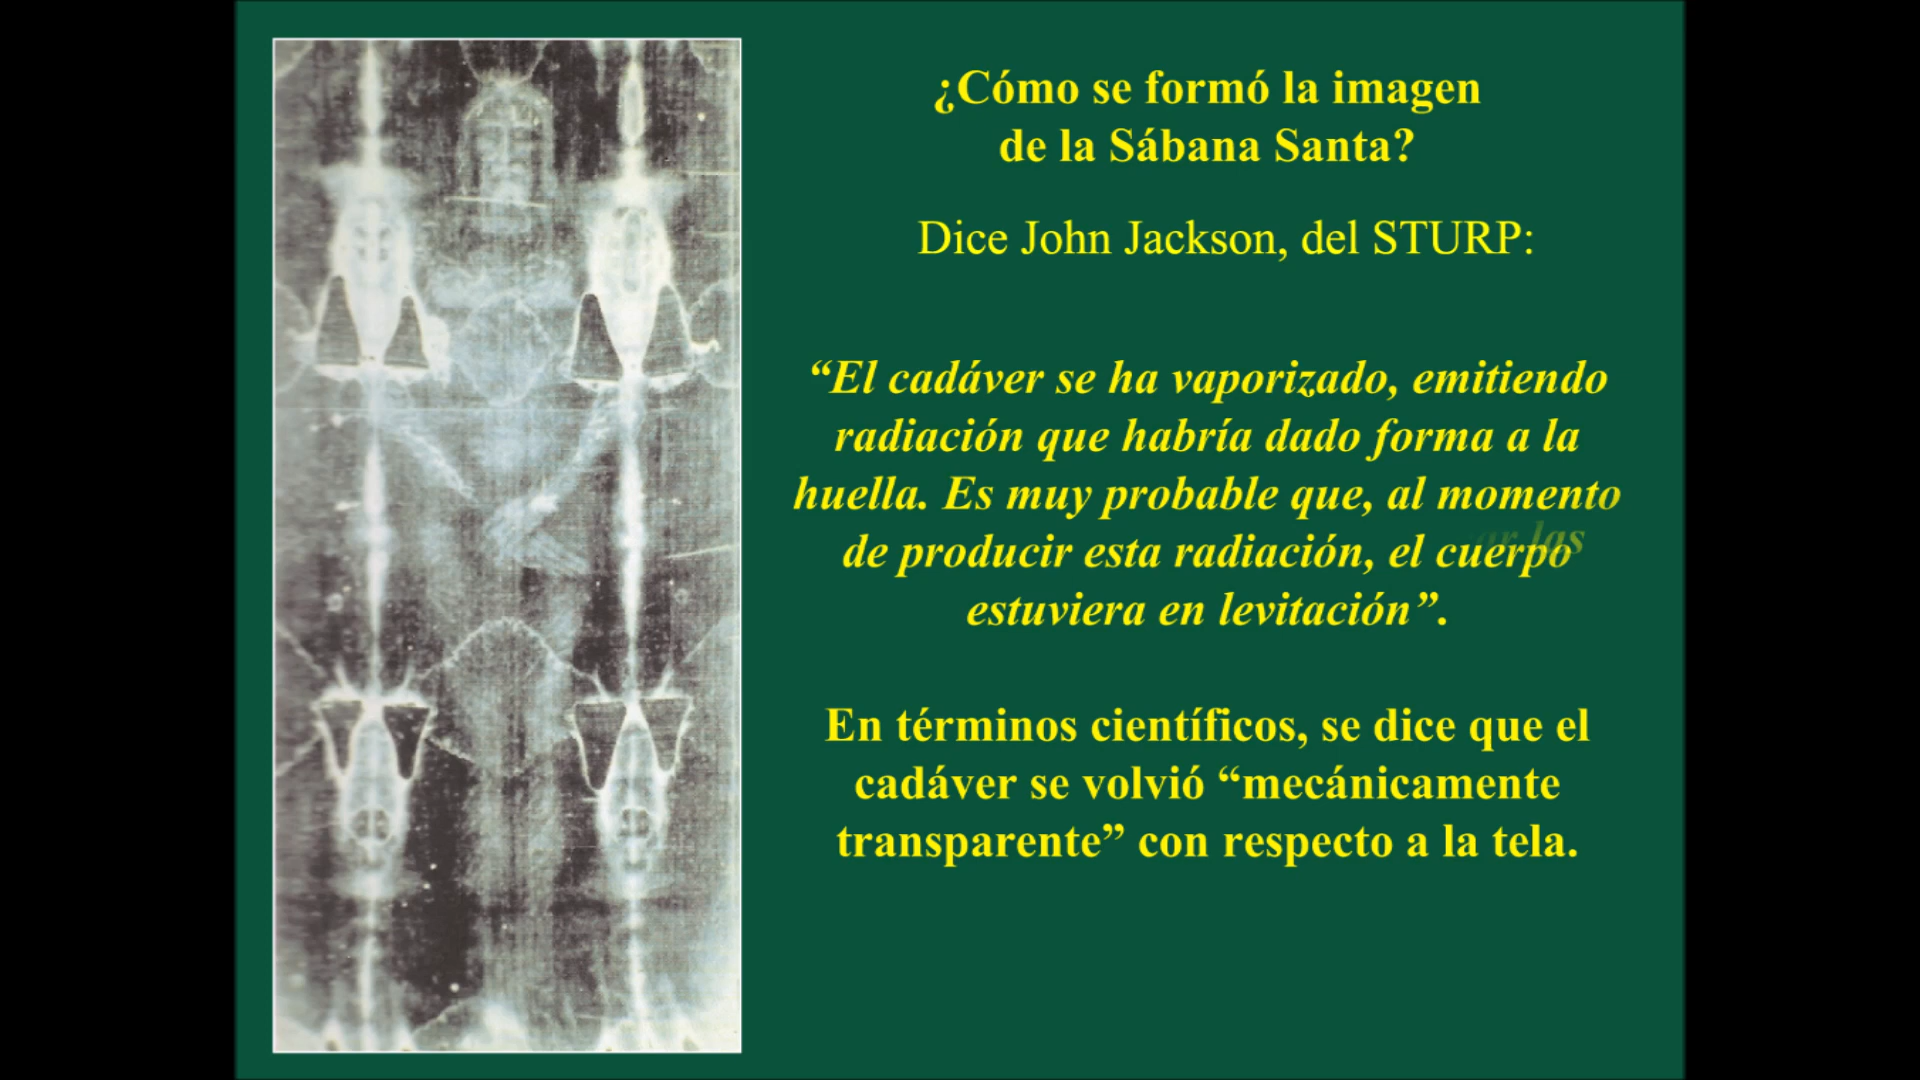 ¿Cómo se formó la imagen
de la Sábana Santa?
Dice John Jackson, del STURP:
“El cadáver se ha vaporizado, emitiendo
radiación que habría dado forma a la
huella. Es muy probable que, al momento
de producir esta radiación, el cuerpo
estuviera en levitación”.
En términos científicos, se dice que el
cadáver se volvió “mecánicamente
transparente” con respecto a la tela.